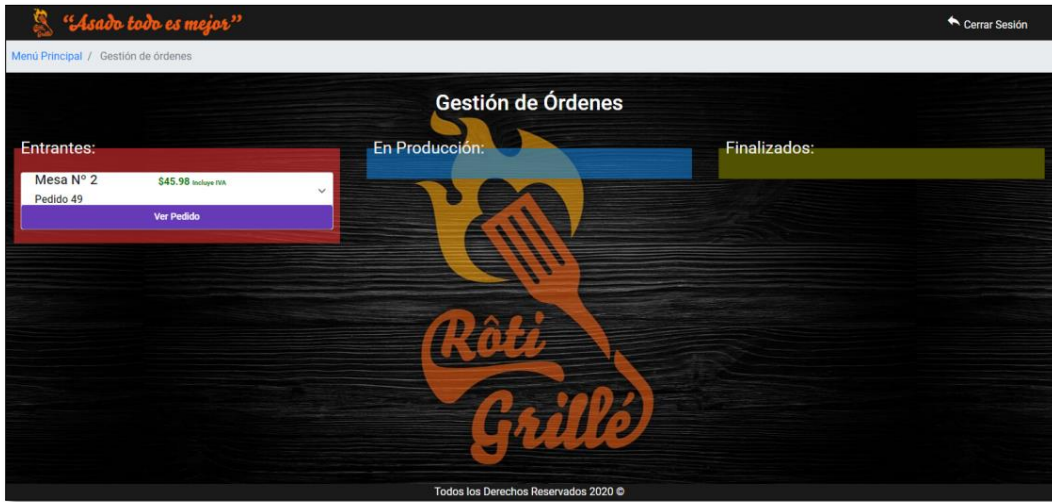 “Asado todo es mejor”
Cerrar Sesión
Menú Principal / Gestión de órdenes
Gestión de Órdenes
Entrantes:
Mesa Nº 2
$45.98 Incluye IVA
Pedido 49
Ver Pedido
En Producción:
Finalizados:
Rôti
Grillé
Todos los Derechos Reservados 2020 ©